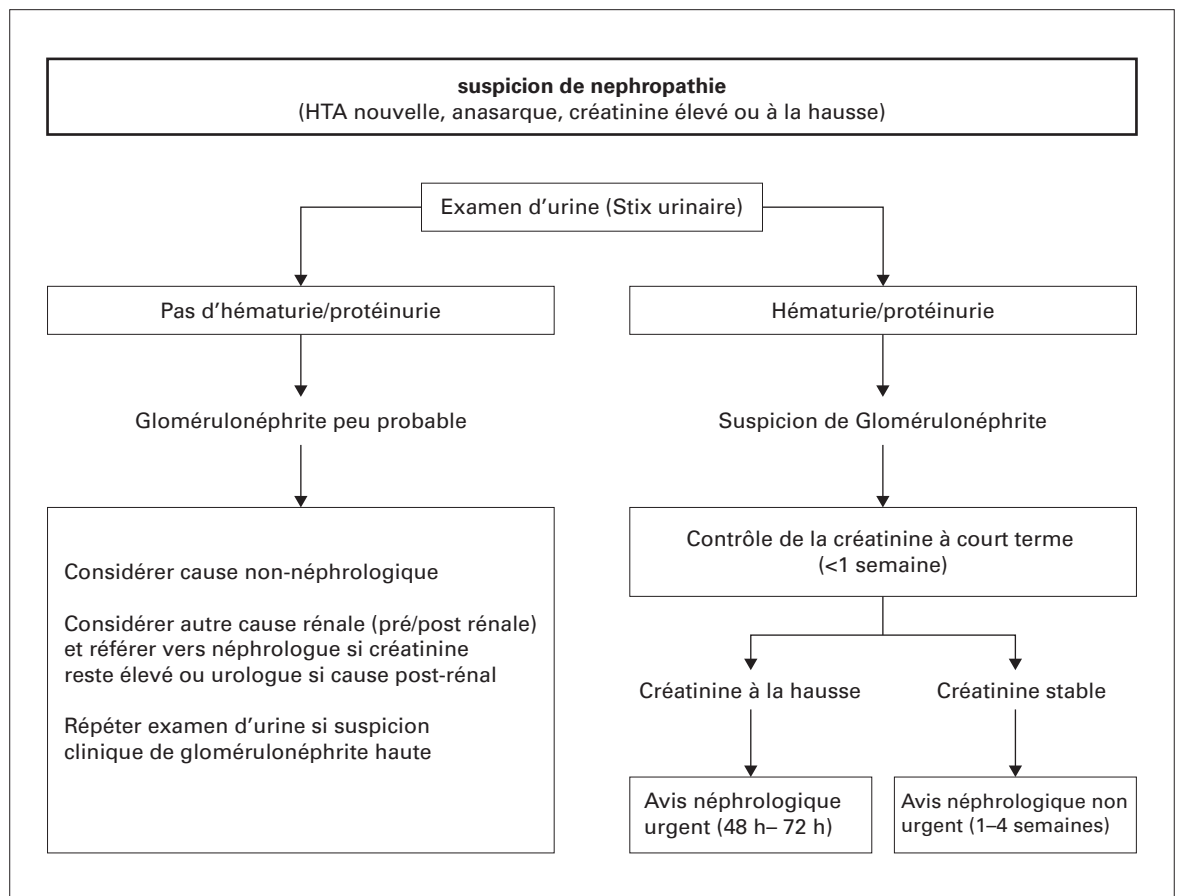 suspicion de nephropathie
(HTA nouvelle, anasarque, créatinine élevé ou à la hausse)
Examen d'urine (Stix urinaire)
Pas d'hématurie/protéinurie
Hématurie/protéinurie
Glomérulonéphrite peu probable
Suspicion de Glomérulonéphrite
Considérer cause non-néphrologique
Considérer autre cause rénale (pré/post rénale)
et référer vers néphrologue si créatinine
reste élevé ou urologue si cause post-rénal
Répéter examen d'urine si suspicion
clinique de glomérulonéphrite haute
Contrôle de la créatinine à court terme
(<1 semaine)
Créatinine à la hausse
Créatinine stable
Avis néphrologique
urgent (48 h– 72 h)
Avis néphrologique non
urgent (1–4 semaines)